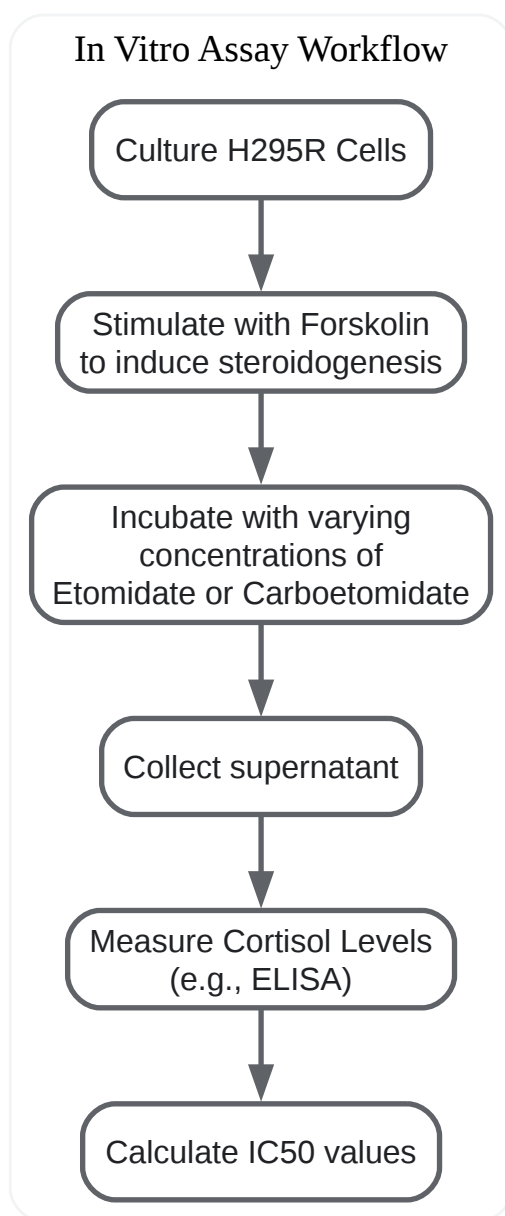 In Vitro Assay Workflow
Culture H295R Cells
Stimulate with Forskolin
to induce steroidogenesis
Incubate with varying
concentrations of
Etomidate or Carboetomidate
Collect supernatant
Measure Cortisol Levels
(e.g., ELISA)
Calculate IC50 values